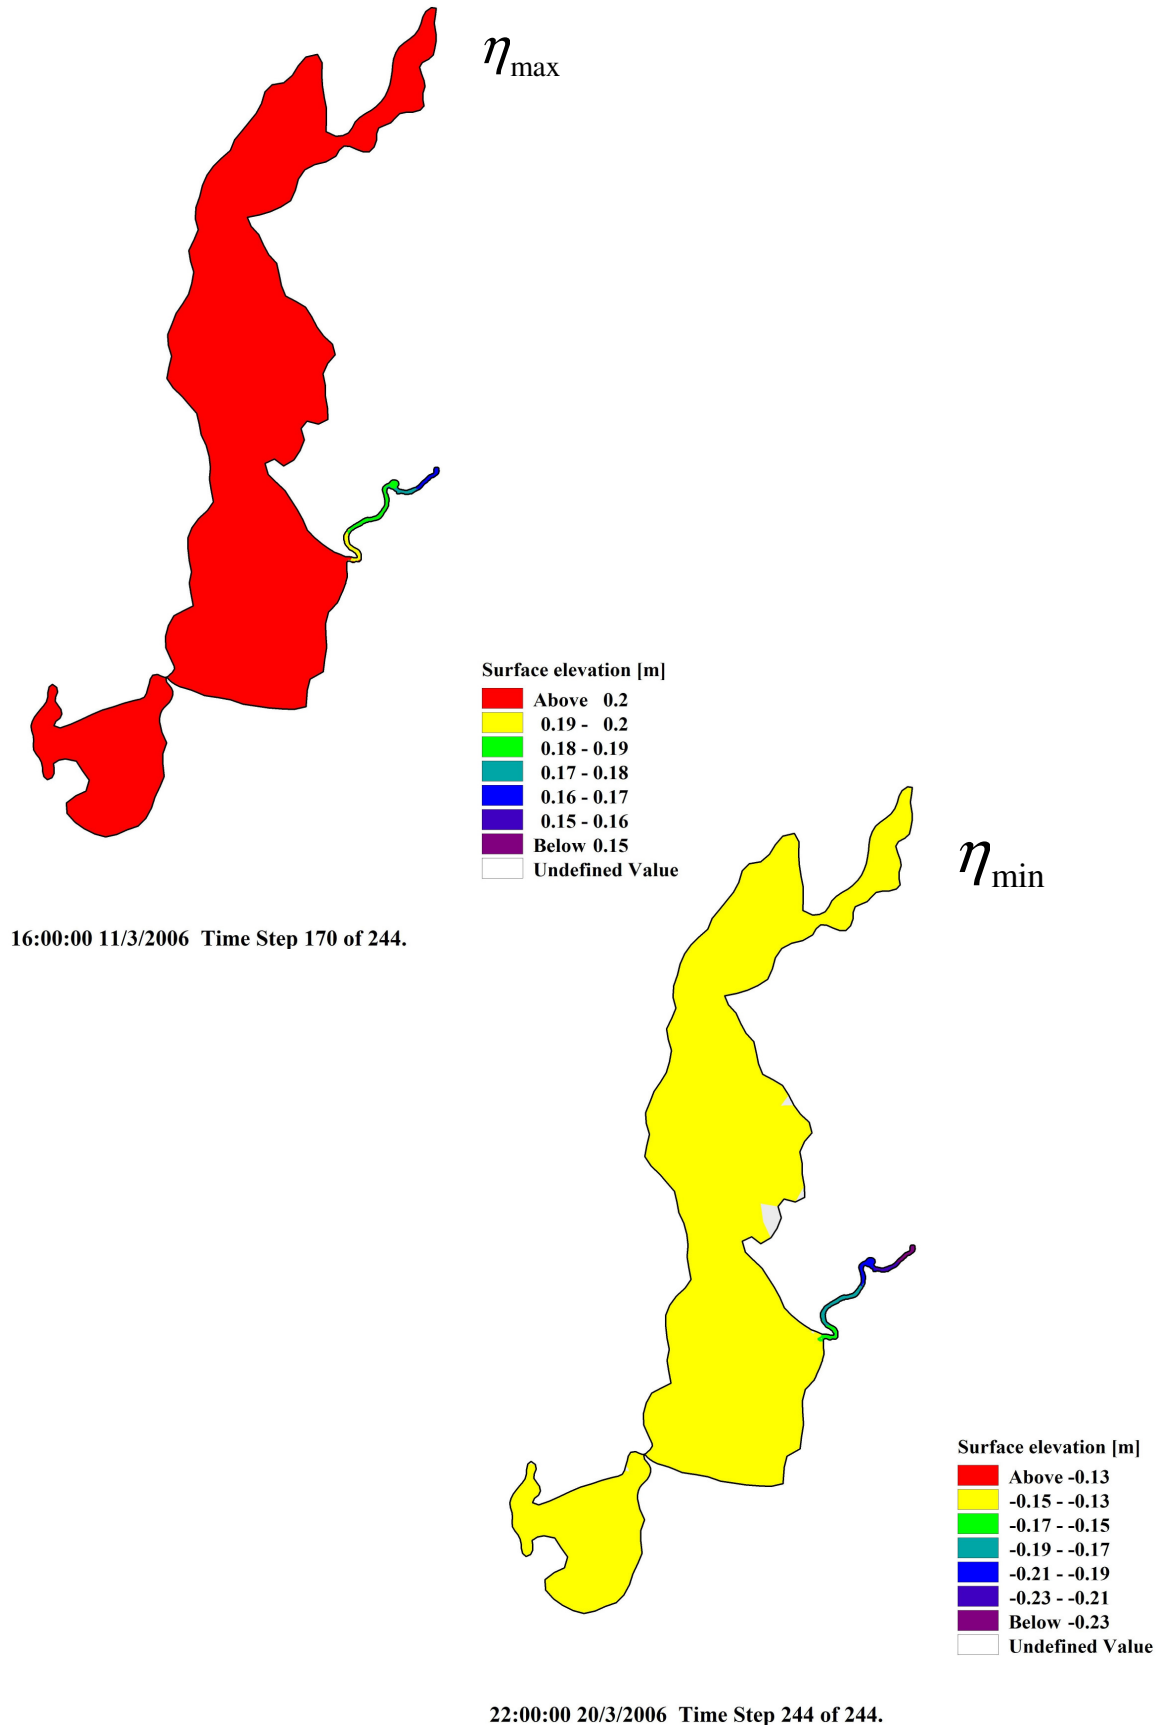 ηmax
Surface elevation [m]
Above 0.2
0.19 - 0.2
0.18 - 0.19
0.17 - 0.18
0.16 - 0.17
0.15 - 0.16
Below 0.15
Undefined Value
16:00:00 11/3/2006 Time Step 170 of 244.
ηmin
Surface elevation [m]
Above -0.13
-0.15 - -0.13
-0.17 - -0.15
-0.19 - -0.17
-0.21 - -0.19
-0.23 - -0.21
Below -0.23
Undefined Value
22:00:00 20/3/2006 Time Step 244 of 244.